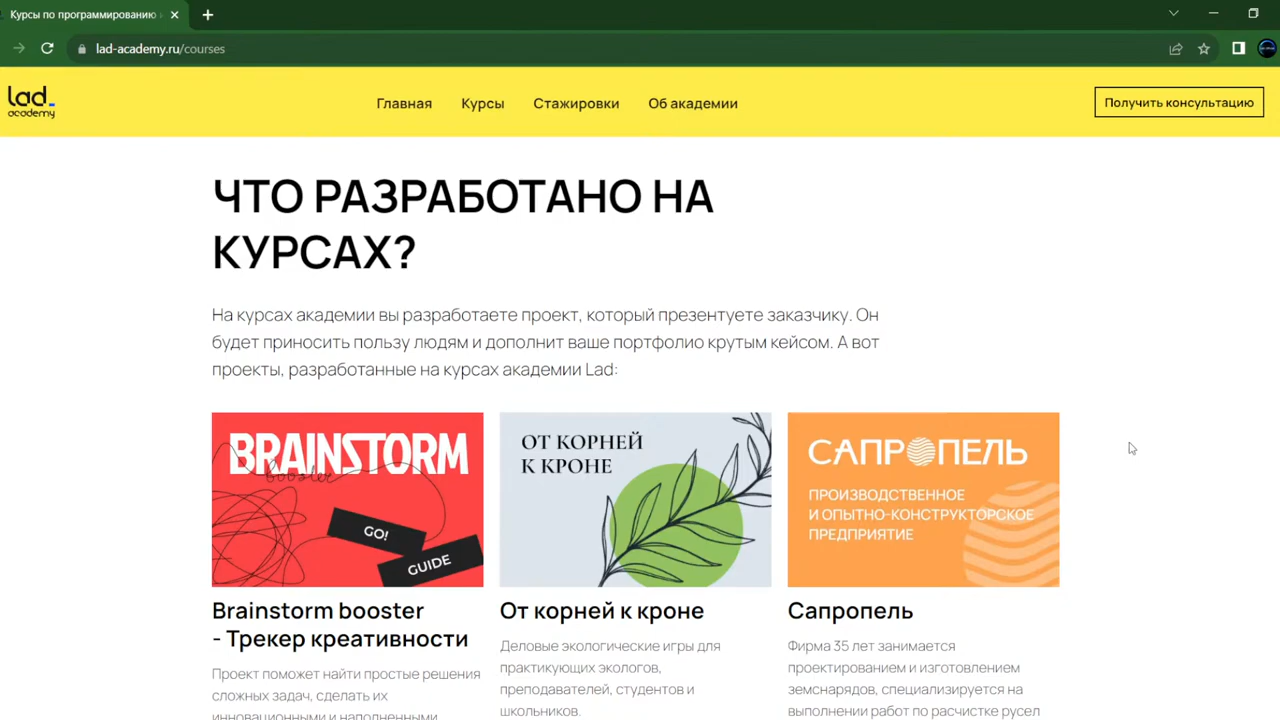 Курсы по программированию
lad-academy.ru/courses
lad_
academy
Главная
Курсы
Стажировки
Об академии
Получить консультацию
ЧТО РАЗРАБОТАНО НА
КУРСАХ?
На курсах академии вы разработаете проект, который презентуете заказчику. Он
будет приносить пользу людям и дополнит ваше портфолио крутым кейсом. А вот
проекты, разработанные на курсах академии Lad:
BRAINSTORM
booster
GO!
GUIDE
ОТ КОРНЕЙ
К КРОНЕ
САПРОПЕЛЬ
ПРОИЗВОДСТВЕННОЕ
И ОПЫТНО-КОНСТРУКТОРСКОЕ
ПРЕДПРИЯТИЕ
Brainstorm booster
- Трекер креативности
Проект поможет найти простые решения
сложных задач, сделать их
инновационными и наполненными
От корней к кроне
Деловые экологические игры для
практикующих экологов,
преподавателей, студентов и
школьников.
Сапропель
Фирма 35 лет занимается
проектированием и изготовлением
земснарядов, специализируется на
выполнении работ по расчистке русел